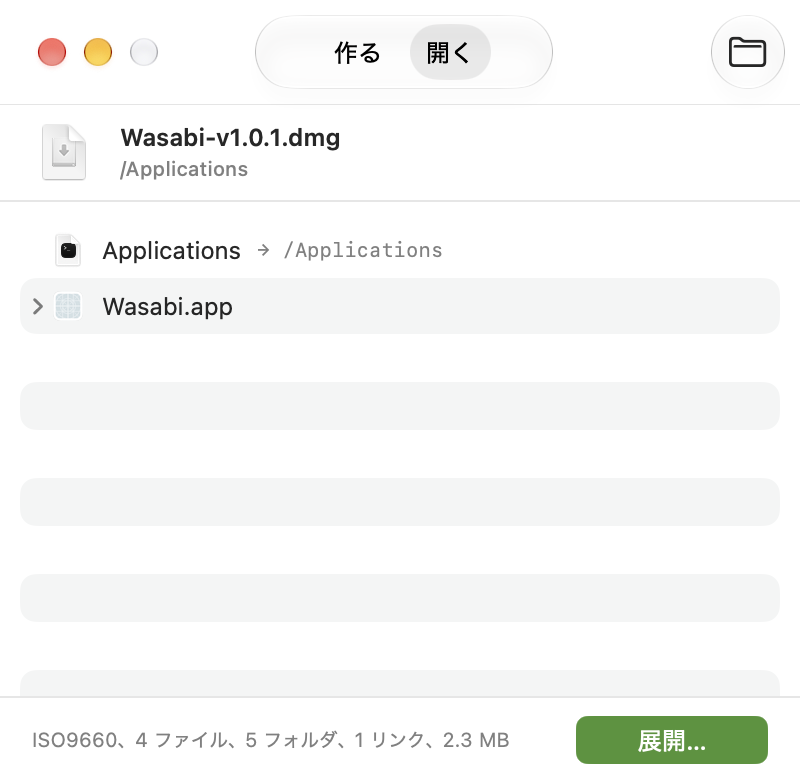 作る 開く
Wasabi-v1.0.1.dmg
/Applications
Applications → /Applications
Wasabi.app
ISO9660、4 ファイル、5 フォルダ、1 リンク、2.3 MB
展開...